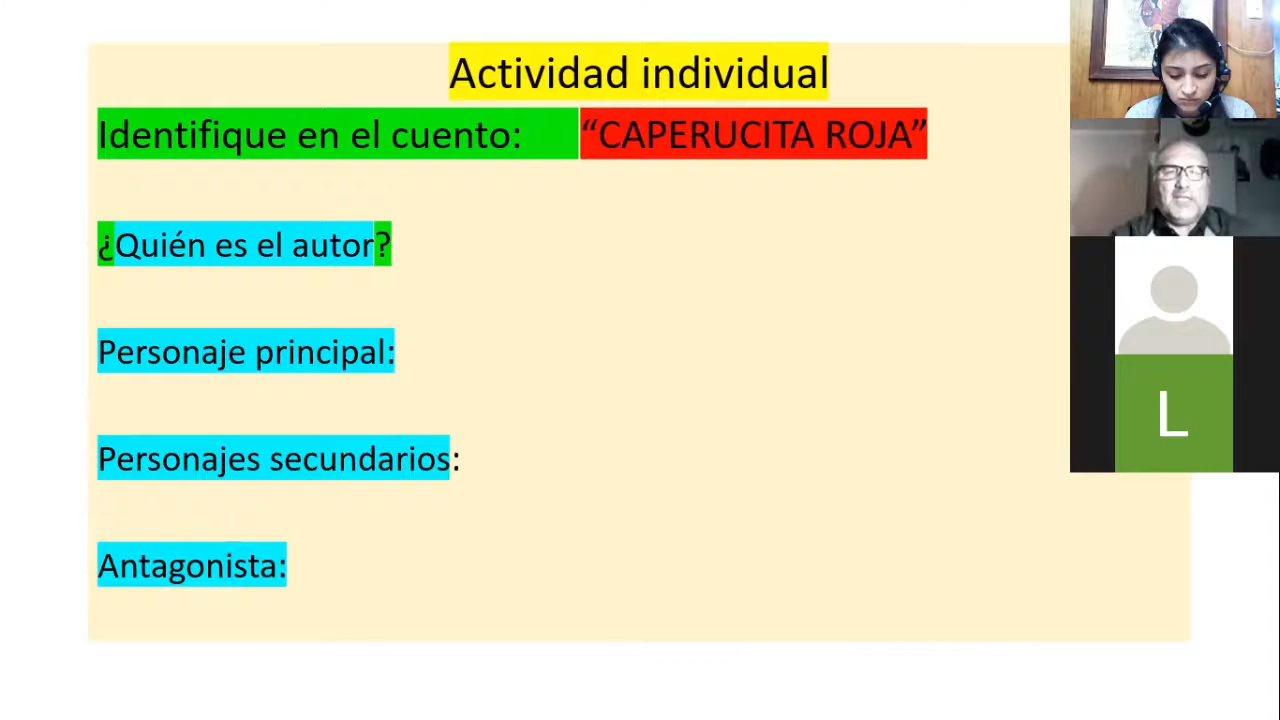 Actividad individual
Identifique en el cuento: “CAPERUCITA ROJA”
¿Quién es el autor?
Personaje principal:
Personajes secundarios:
Antagonista:
L